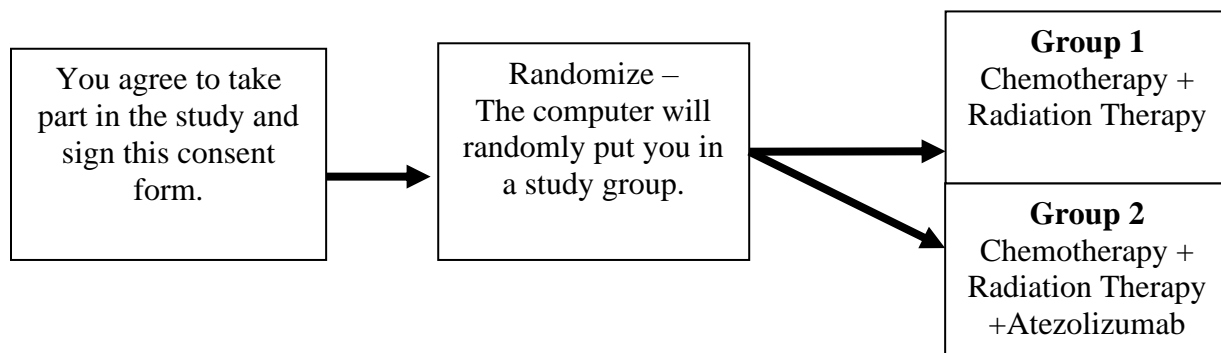 You agree to take
part in the study and
sign this consent
form.
Randomize –
The computer will
randomly put you in
a study group.
Group 1
Chemotherapy +
Radiation Therapy
Group 2
Chemotherapy +
Radiation Therapy
+Atezolizumab